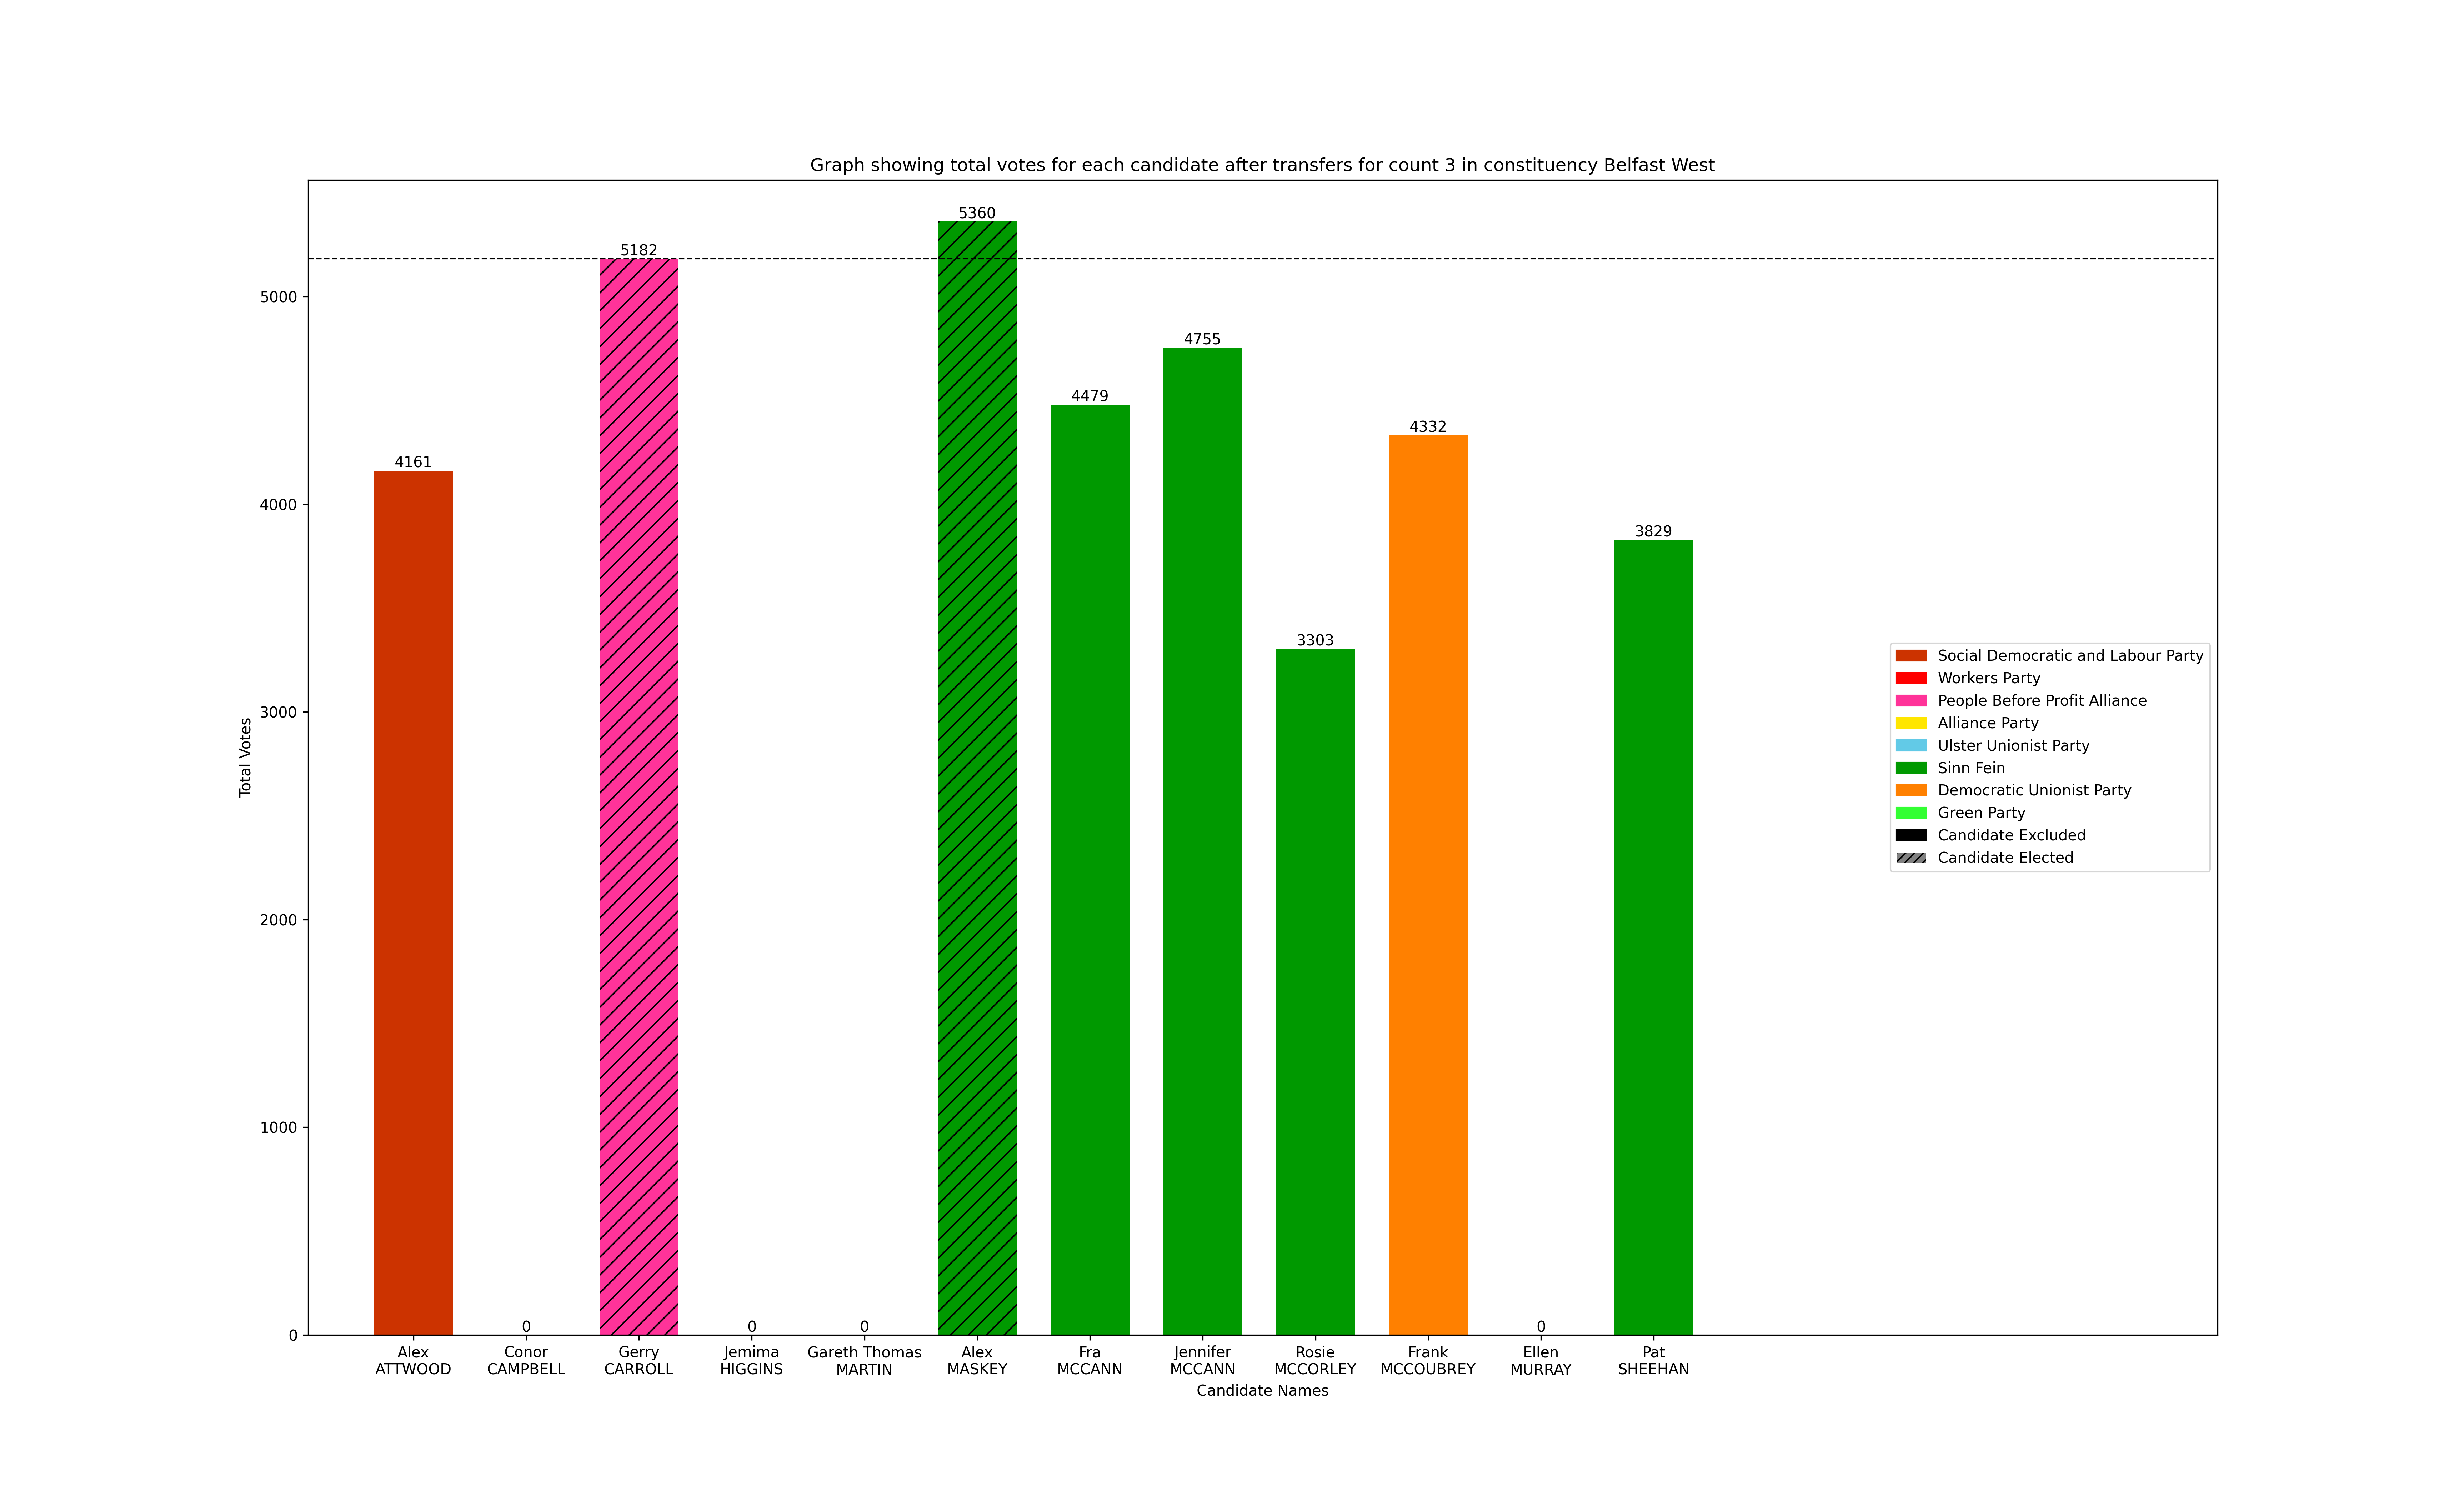 Graph showing total votes for each candidate after transfers for count 3 in constituency Belfast West
Total Votes
5000
4000
3000
2000
1000
0
4161
0
5182
0
0
5360
4479
4755
3303
4332
0
3829
Alex
ATTWOOD
Conor
CAMPBELL
Gerry
CARROLL
Jemima
HIGGINS
Gareth Thomas
MARTIN
Alex
MASKEY
Fra
MCCANN
Jennifer
MCCANN
Rosie
MCCORLEY
Frank
MCCOUBREY
Ellen
MURRAY
Pat
SHEEHAN
Candidate Names
Social Democratic and Labour Party
Workers Party
People Before Profit Alliance
Alliance Party
Ulster Unionist Party
Sinn Fein
Democratic Unionist Party
Green Party
Candidate Excluded
Candidate Elected